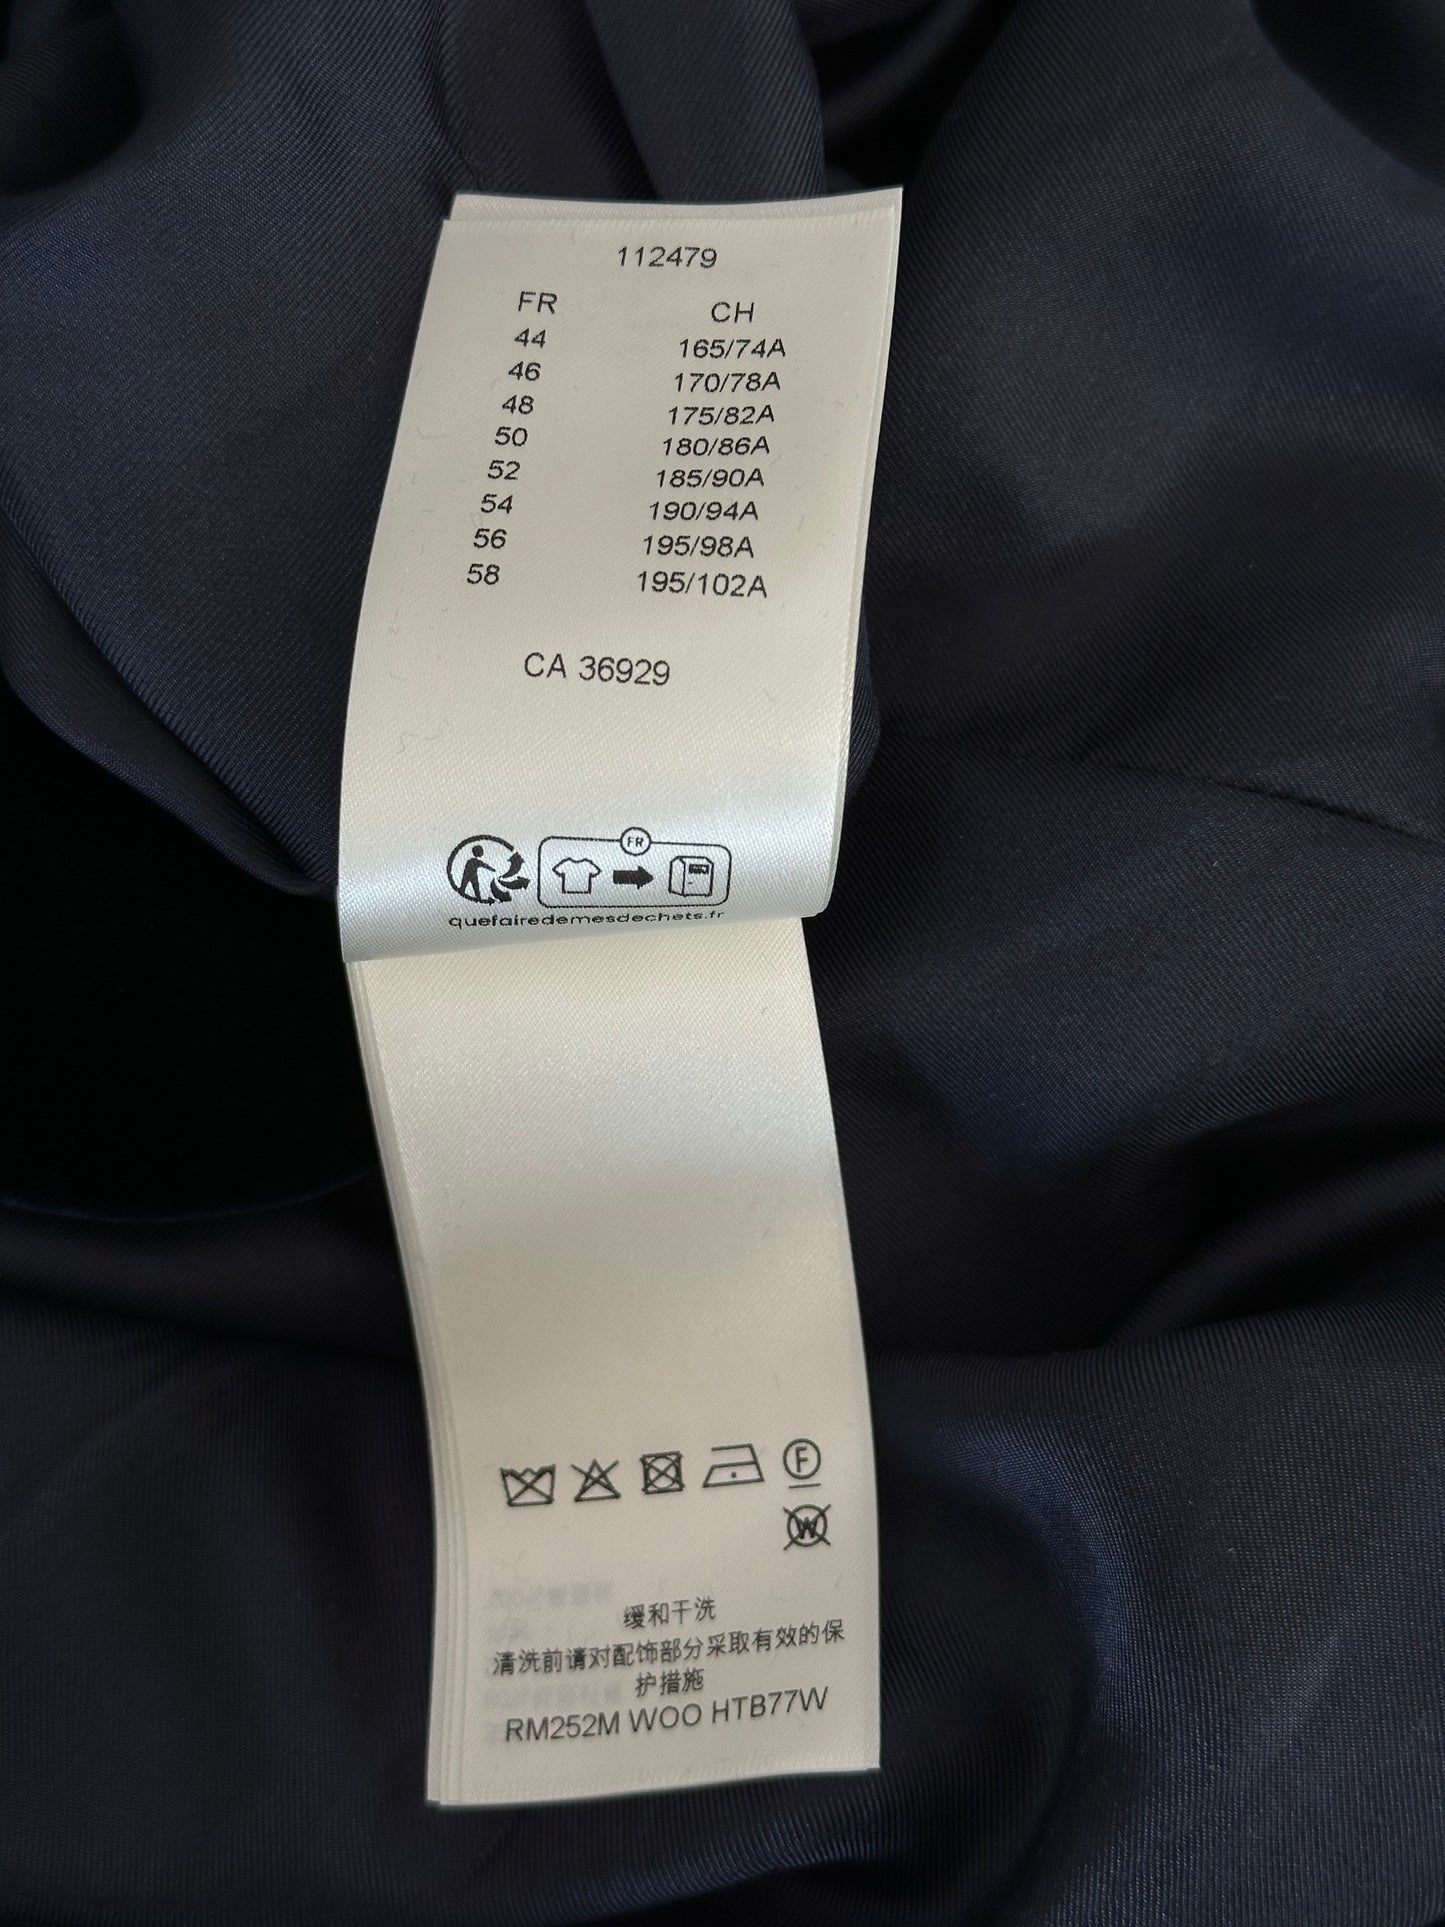 112479
FR CH
44 165/74A
46 170/78A
48 175/82A
50 180/86A
52 185/90A
54 190/94A
56 195/98A
58 195/102A
CA 36929
FR
quefairedemesdechets.fr
F
W
缓和干洗
清洗前请对配饰部分采取有效的保
护措施
RM252M WOO HTB77W